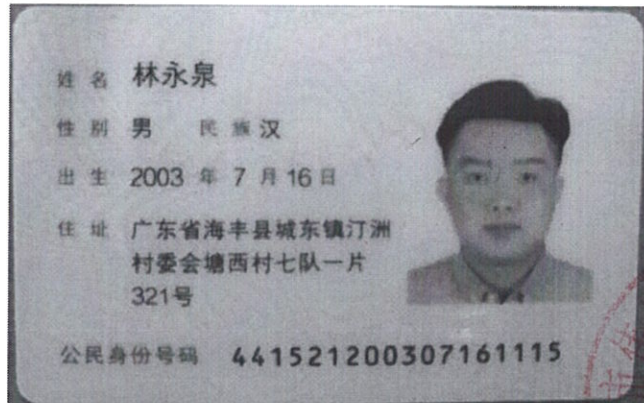 姓名 林永泉
性别 男 民族 汉
出生 2003 年 7 月 16 日
住址 广东省海丰县城东镇汀洲
村委会塘西村七队一片
321号
公民身份号码 441521200307161115